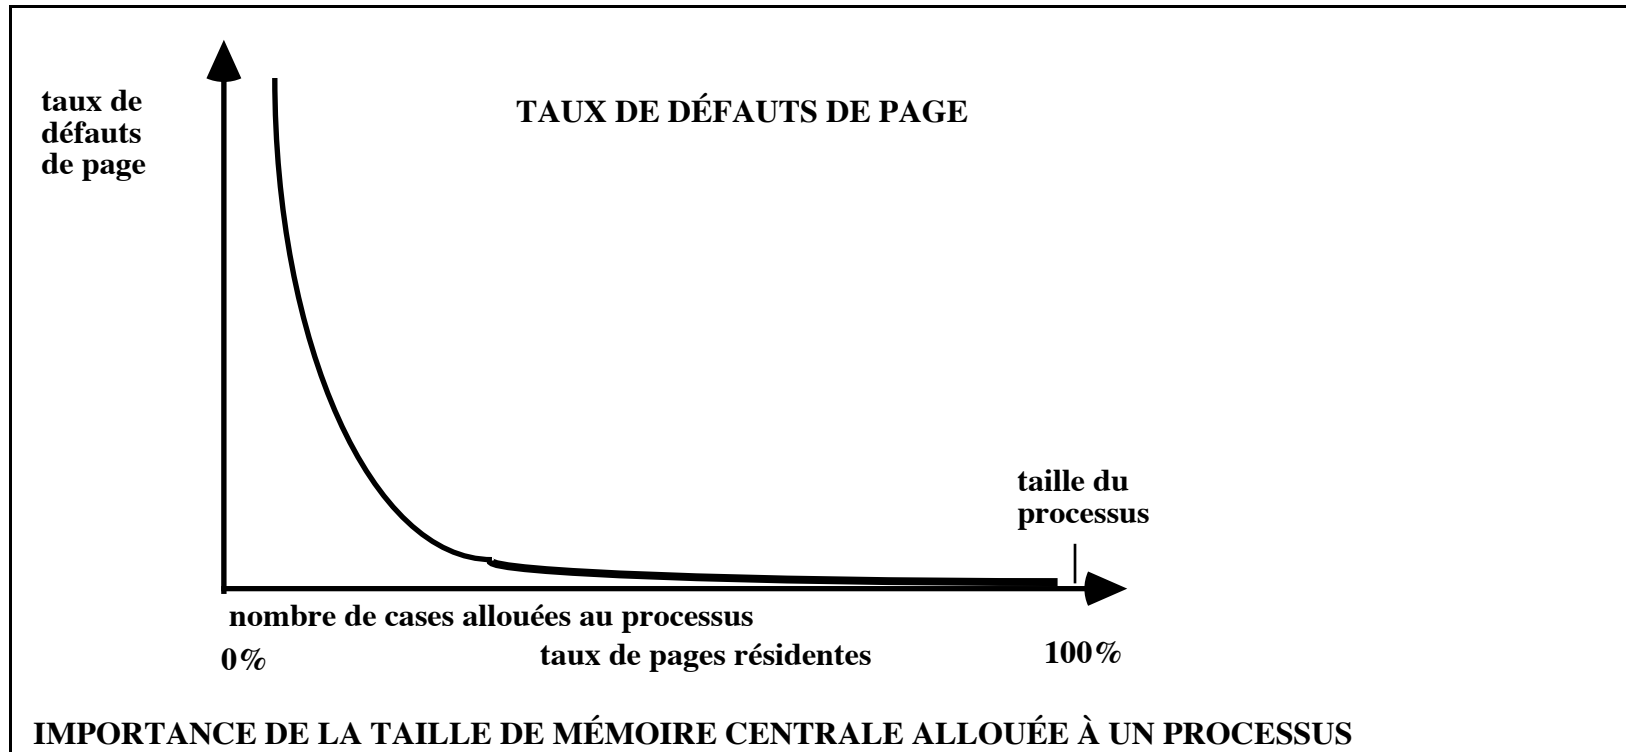 taux de
défauts
de page
TAUX DE DÉFAUTS DE PAGE
taille du
processus
nombre de cases allouées au processus
0%
taux de pages résidentes
100%
IMPORTANCE DE LA TAILLE DE MÉMOIRE CENTRALE ALLOUÉE À UN PROCESSUS